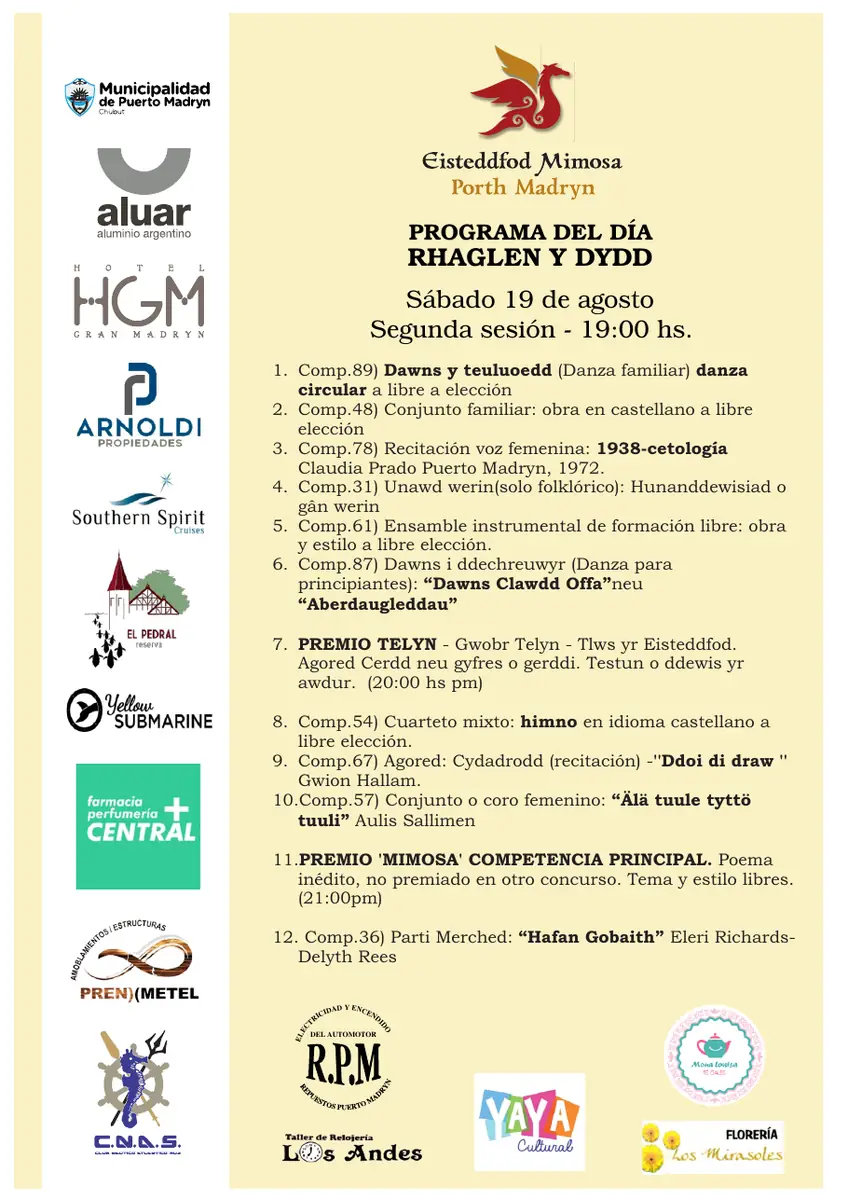 Municipalidad
de Puerto Madryn
Chubut
aluar
aluminio argentino
HOTEL
HGM
GRAN MADRYN
ARNOLDI
PROPIEDADES
Southern Spirit
Cruises
EL PEDRAL
reserva
Yellow
SUBMARINE
farmacia
perfumería
CENTRAL
AMOBLAMIENTOS / ESTRUCTURAS
PREN)(METEL
C.N.A.S.
Eisteddfod Mimosa
Porth Madryn
PROGRAMA DEL DÍA
RHAGLEN Y DYDD
Sábado 19 de agosto
Segunda sesión - 19:00 hs.
1. Comp.89) Dawns y teuluoedd (Danza familiar) danza
circular a libre a elección
2. Comp.48) Conjunto familiar: obra en castellano a libre
elección
3. Comp.78) Recitación voz femenina: 1938-cetología
Claudia Prado Puerto Madryn, 1972.
4. Comp.31) Unawd werin(solo folklórico): Hunanddewisiad o
gân werin
5. Comp.61) Ensamble instrumental de formación libre: obra
y estilo a libre elección.
6. Comp.87) Dawns i ddechreuwyr (Danza para
principiantes): “Dawns Clawdd Offa”neu
“Aberdaugleddau”
7. PREMIO TELYN - Gwobr Telyn - Tlws yr Eisteddfod.
Agored Cerdd neu gyfres o gerddi. Testun o ddewis yr
awdur. (20:00 hs pm)
8. Comp.54) Cuarteto mixto: himno en idioma castellano a
libre elección.
9. Comp.67) Agored: Cydadrodd (recitación) -"Ddoi di draw "
Gwion Hallam.
10.Comp.57) Conjunto o coro femenino: “Älä tuule tyttö
tuuli” Aulis Sallimen
11.PREMIO 'MIMOSA' COMPETENCIA PRINCIPAL. Poema
inédito, no premiado en otro concurso. Tema y estilo libres.
(21:00pm)
12. Comp.36) Parti Merched: “Hafan Gobaith” Eleri Richards-
Delyth Rees
ELECTRICIDAD Y ENCENDIDO
DEL AUTOMOTOR
R.P.M
REPUESTOS PUERTO MADRYN
Taller de Relojería
Los Andes
YAYA
Cultural
Mona Louisa
FLORERÍA
Los Mirasoles